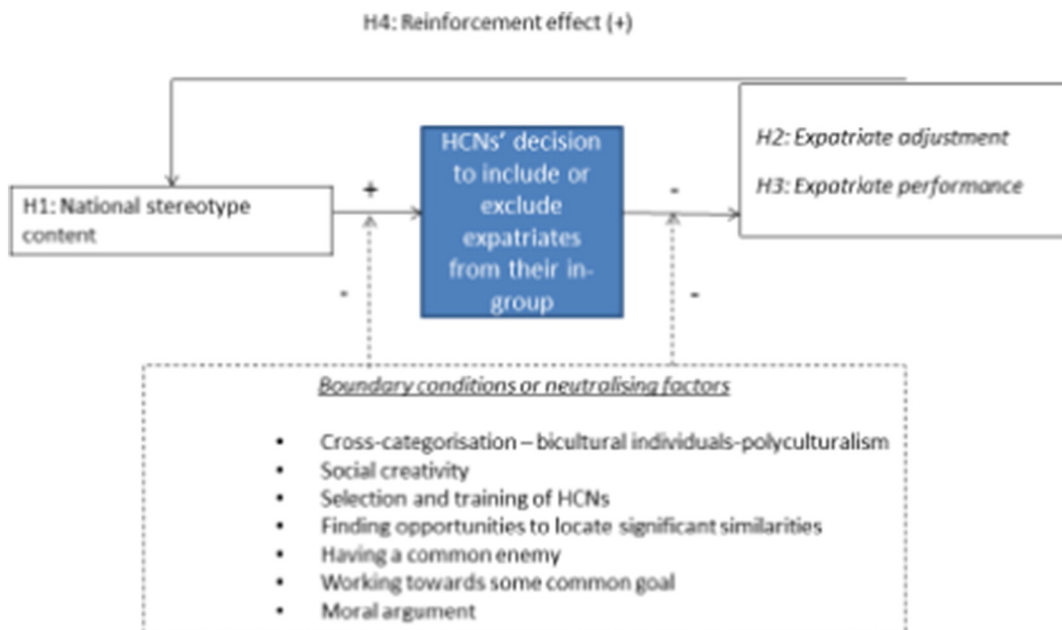 H4: Reinforcement effect (+)
H1: National stereotype
content
+
-
HCNs' decision
to include or
exclude
expatriates
from their in-
group
-
-
H2: Expatriate adjustment
H3: Expatriate performance
Boundary conditions or neutralising factors
• Cross-categorisation – bicultural individuals-polyculturalism
• Social creativity
• Selection and training of HCNs
• Finding opportunities to locate significant similarities
• Having a common enemy
• Working towards some common goal
• Moral argument